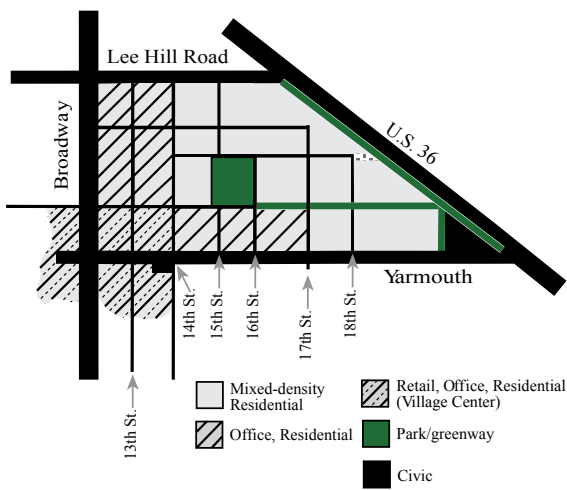 Lee Hill Road
Broadway
U.S. 36
Yarmouth
13th St.
14th St.
15th St.
16th St.
17th St.
18th St.
Mixed-density
Residential
Office, Residential
Retail, Office, Residential
(Village Center)
Park/greenway
Civic